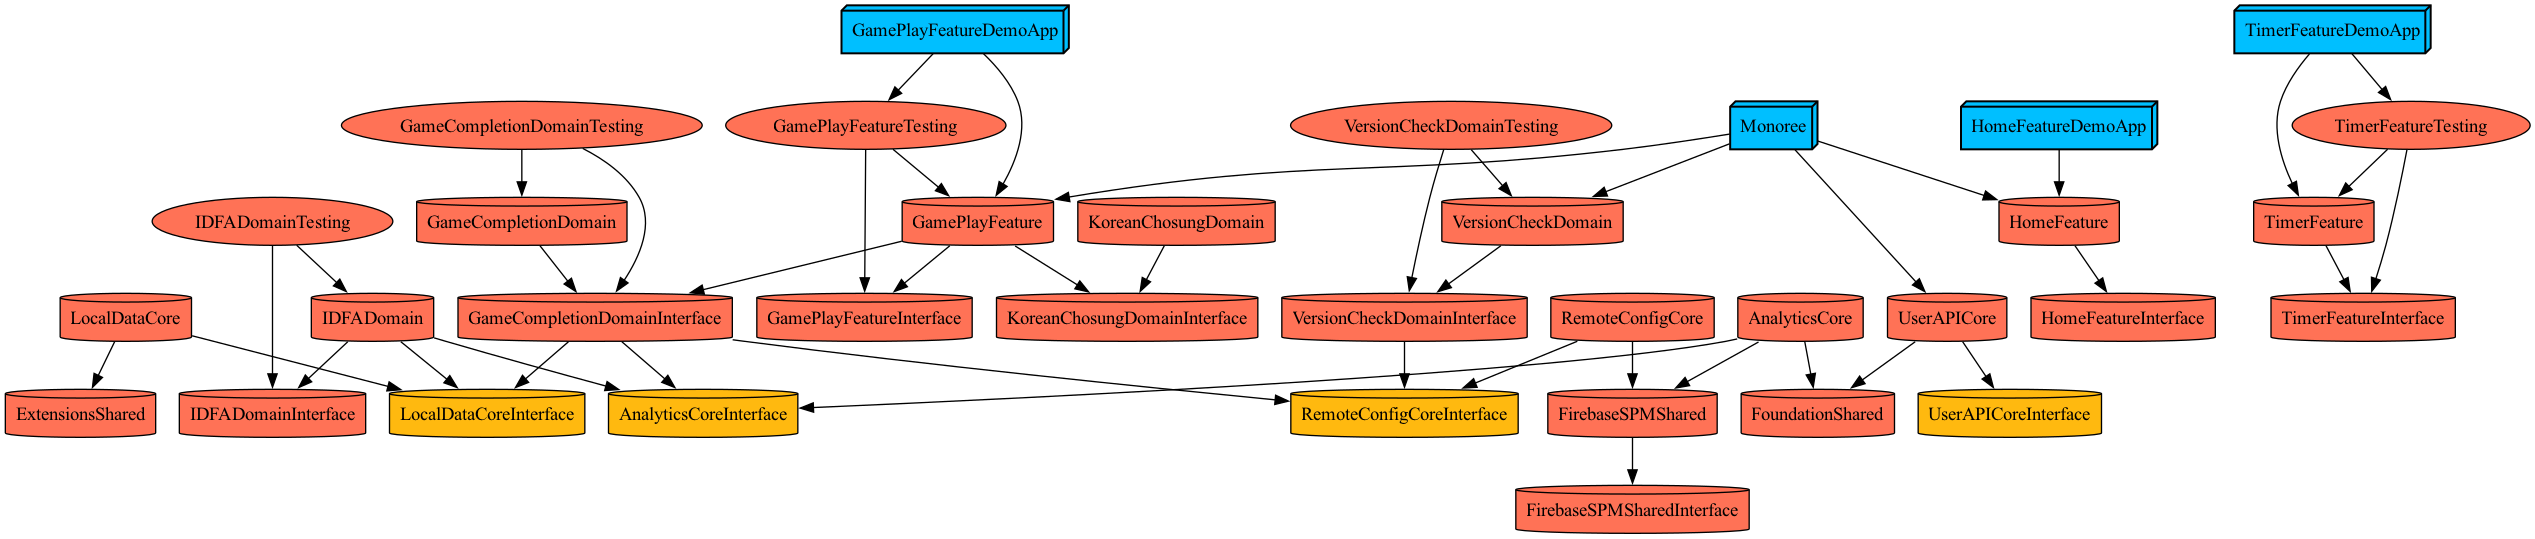 GamePlayFeatureDemoApp
TimerFeatureDemoApp
GameCompletionDomainTesting
GamePlayFeatureTesting
VersionCheckDomainTesting
Monoree
HomeFeatureDemoApp
TimerFeatureTesting
IDFADomainTesting
GameCompletionDomain
GamePlayFeature
KoreanChosungDomain
VersionCheckDomain
HomeFeature
TimerFeature
LocalDataCore
IDFADomain
GameCompletionDomainInterface
GamePlayFeatureInterface
KoreanChosungDomainInterface
VersionCheckDomainInterface
RemoteConfigCore
AnalyticsCore
UserAPICore
HomeFeatureInterface
TimerFeatureInterface
ExtensionsShared
IDFADomainInterface
LocalDataCoreInterface
AnalyticsCoreInterface
RemoteConfigCoreInterface
FirebaseSPMShared
FoundationShared
UserAPICoreInterface
FirebaseSPMSharedInterface